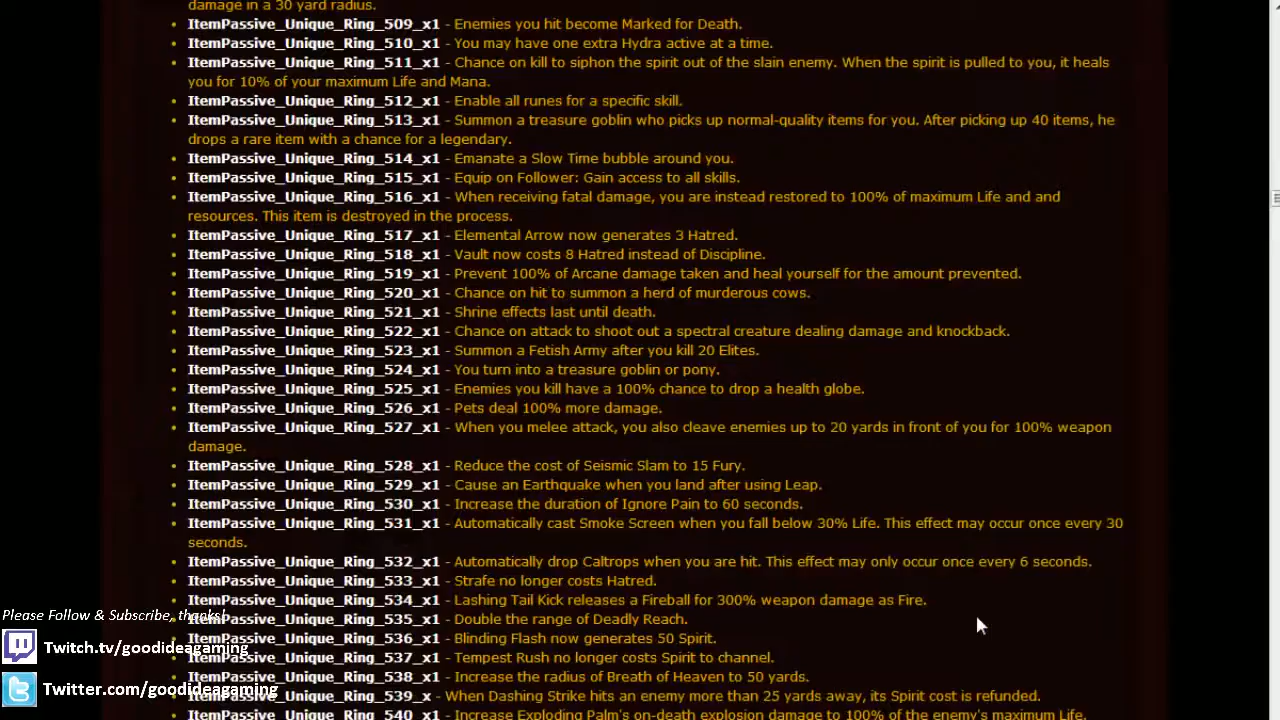 damage in a 30 yard radius.
• ItemPassive_Unique_Ring_509_x1 - Enemies you hit become Marked for Death.
• ItemPassive_Unique_Ring_510_x1 - You may have one extra Hydra active at a time.
• ItemPassive_Unique_Ring_511_x1 - Chance on kill to siphon the spirit out of the slain enemy. When the spirit is pulled to you, it heals
you for 10% of your maximum Life and Mana.
• ItemPassive_Unique_Ring_512_x1 - Enable all runes for a specific skill.
• ItemPassive_Unique_Ring_513_x1 - Summon a treasure goblin who picks up normal-quality items for you. After picking up 40 items, he
drops a rare item with a chance for a legendary.
• ItemPassive_Unique_Ring_514_x1 - Emanate a Slow Time bubble around you.
• ItemPassive_Unique_Ring_515_x1 - Equip on Follower: Gain access to all skills.
• ItemPassive_Unique_Ring_516_x1 - When receiving fatal damage, you are instead restored to 100% of maximum Life and and
resources. This item is destroyed in the process.
• ItemPassive_Unique_Ring_517_x1 - Elemental Arrow now generates 3 Hatred.
• ItemPassive_Unique_Ring_518_x1 - Vault now costs 8 Hatred instead of Discipline.
• ItemPassive_Unique_Ring_519_x1 - Prevent 100% of Arcane damage taken and heal yourself for the amount prevented.
• ItemPassive_Unique_Ring_520_x1 - Chance on hit to summon a herd of murderous cows.
• ItemPassive_Unique_Ring_521_x1 - Shrine effects last until death.
• ItemPassive_Unique_Ring_522_x1 - Chance on attack to shoot out a spectral creature dealing damage and knockback.
• ItemPassive_Unique_Ring_523_x1 - Summon a Fetish Army after you kill 20 Elites.
• ItemPassive_Unique_Ring_524_x1 - You turn into a treasure goblin or pony.
• ItemPassive_Unique_Ring_525_x1 - Enemies you kill have a 100% chance to drop a health globe.
• ItemPassive_Unique_Ring_526_x1 - Pets deal 100% more damage.
• ItemPassive_Unique_Ring_527_x1 - When you melee attack, you also cleave enemies up to 20 yards in front of you for 100% weapon
damage.
• ItemPassive_Unique_Ring_528_x1 - Reduce the cost of Seismic Slam to 15 Fury.
• ItemPassive_Unique_Ring_529_x1 - Cause an Earthquake when you land after using Leap.
• ItemPassive_Unique_Ring_530_x1 - Increase the duration of Ignore Pain to 60 seconds.
• ItemPassive_Unique_Ring_531_x1 - Automatically cast Smoke Screen when you fall below 30% Life. This effect may occur once every 30
seconds.
• ItemPassive_Unique_Ring_532_x1 - Automatically drop Caltrops when you are hit. This effect may only occur once every 6 seconds.
• ItemPassive_Unique_Ring_533_x1 - Strafe no longer costs Hatred.
• ItemPassive_Unique_Ring_534_x1 - Lashing Tail Kick releases a Fireball for 300% weapon damage as Fire.
Please Follow & Subscribe, thanks!
• ItemPassive_Unique_Ring_535_x1 - Double the range of Deadly Reach.
• ItemPassive_Unique_Ring_536_x1 - Blinding Flash now generates 50 Spirit.
Twitch.tv/goodideagaming
• ItemPassive_Unique_Ring_537_x1 - Tempest Rush no longer costs Spirit to channel.
• ItemPassive_Unique_Ring_538_x1 - Increase the radius of Breath of Heaven to 50 yards.
Twitter.com/goodideagaming
• ItemPassive_Unique_Ring_539_x - When Dashing Strike hits an enemy more than 25 yards away, its Spirit cost is refunded.
• ItemPassive_Unique_Ring_540_x1 - Increase Exploding Palm's on-death explosion damage to 100% of the enemy's maximum Life.